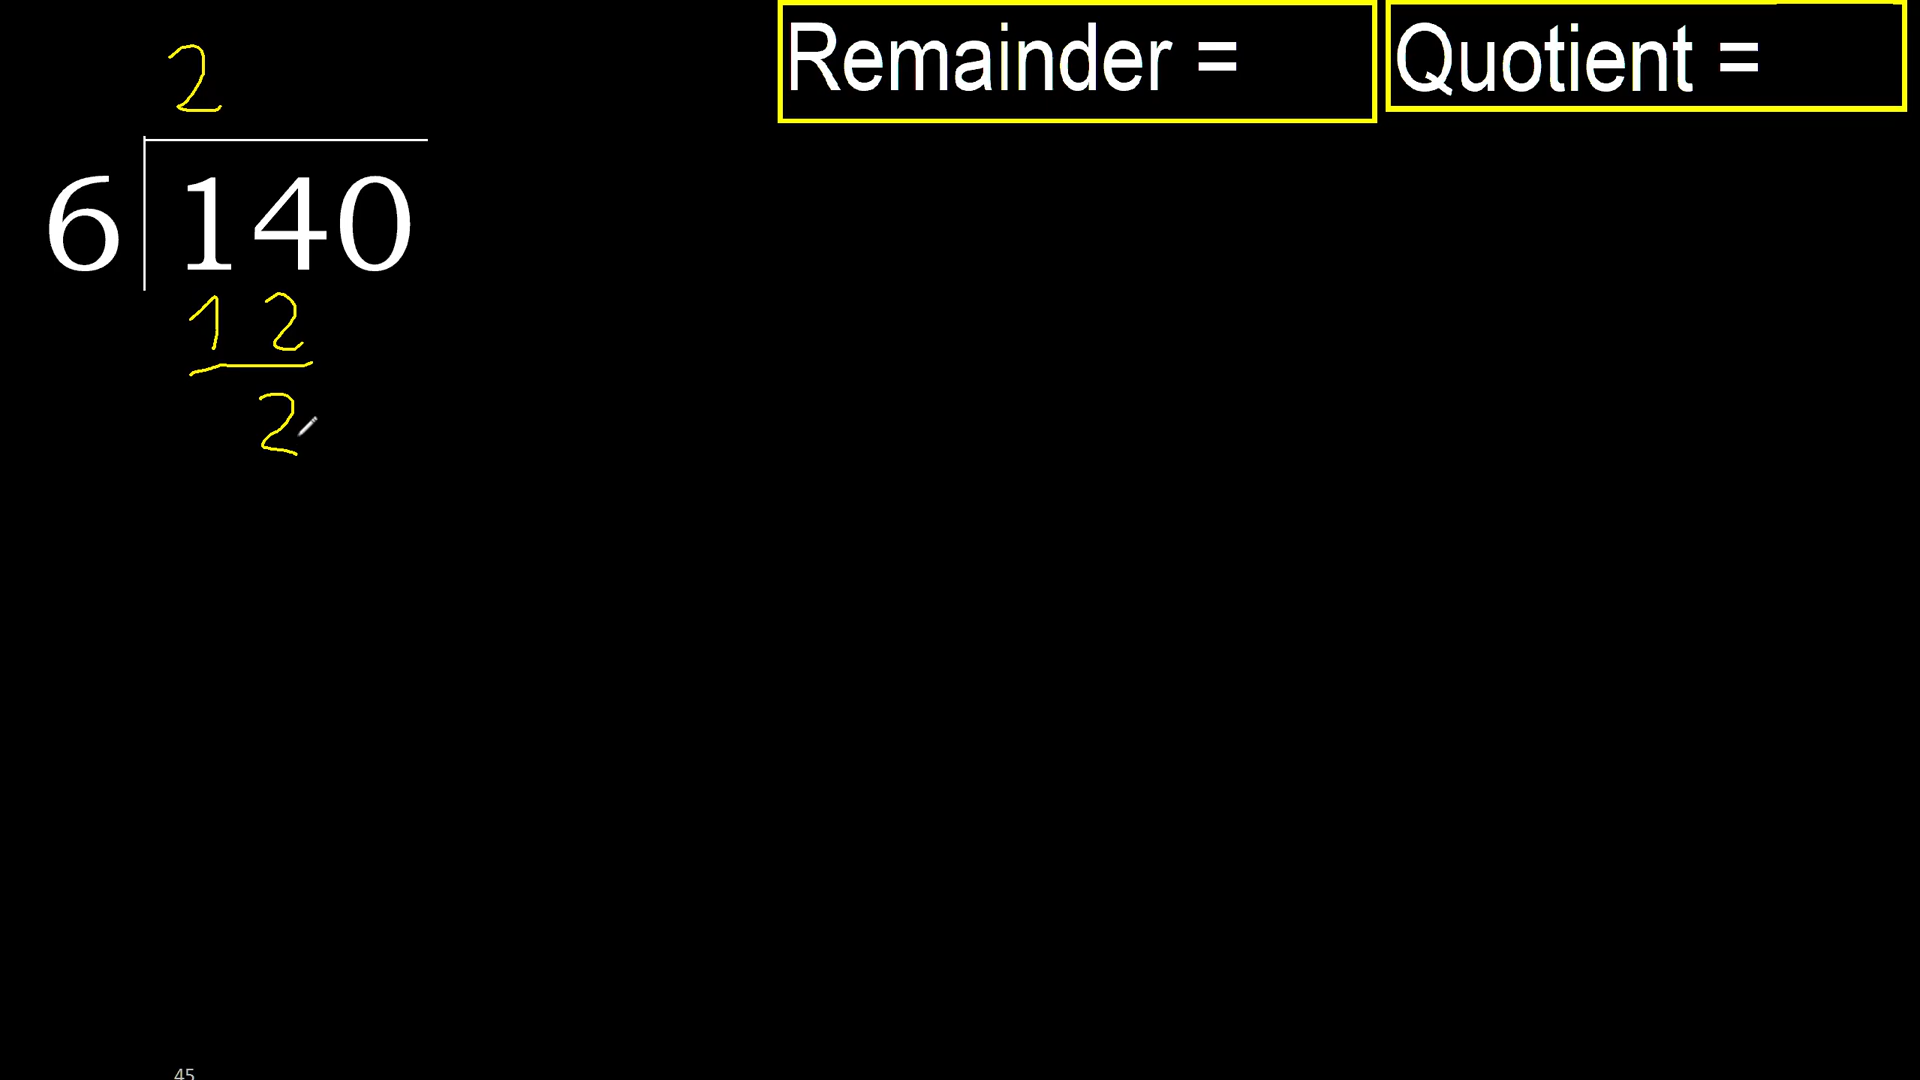 2
6 140
12
2
Remainder =
Quotient =
45